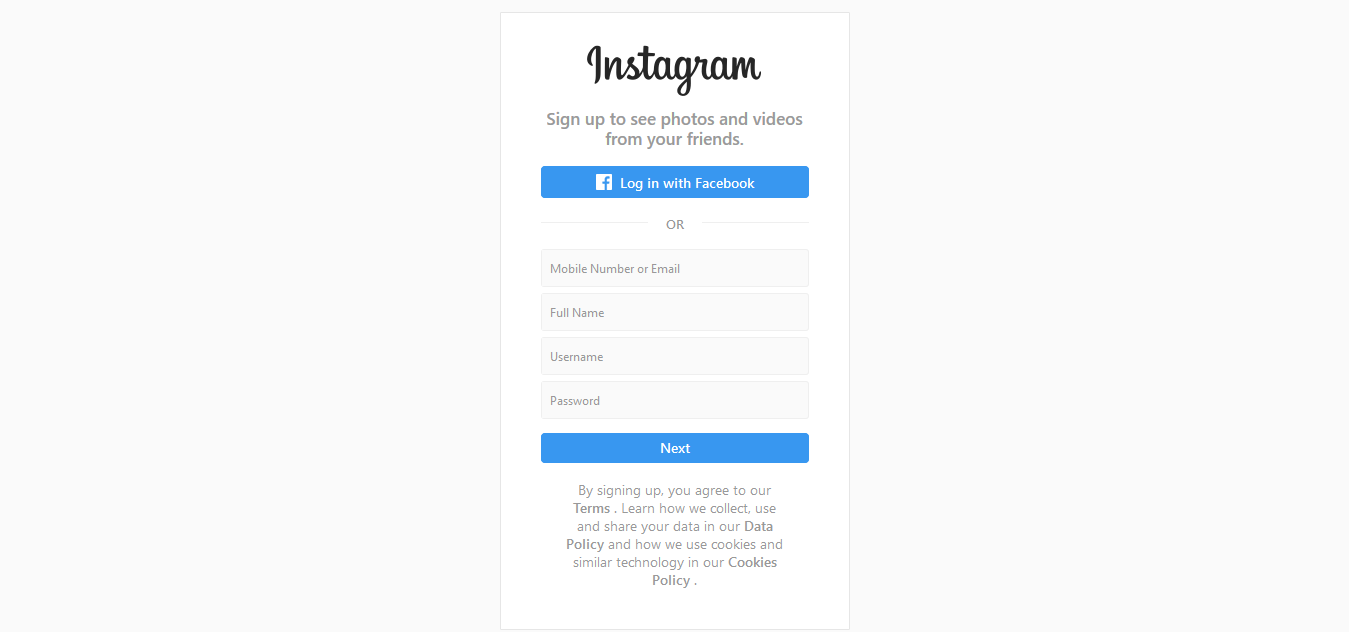 Instagram
Sign up to see photos and videos
from your friends.
Log in with Facebook
OR
Mobile Number or Email
Full Name
Username
Password
Next
By signing up, you agree to our
Terms . Learn how we collect, use
and share your data in our Data
Policy and how we use cookies and
similar technology in our Cookies
Policy .